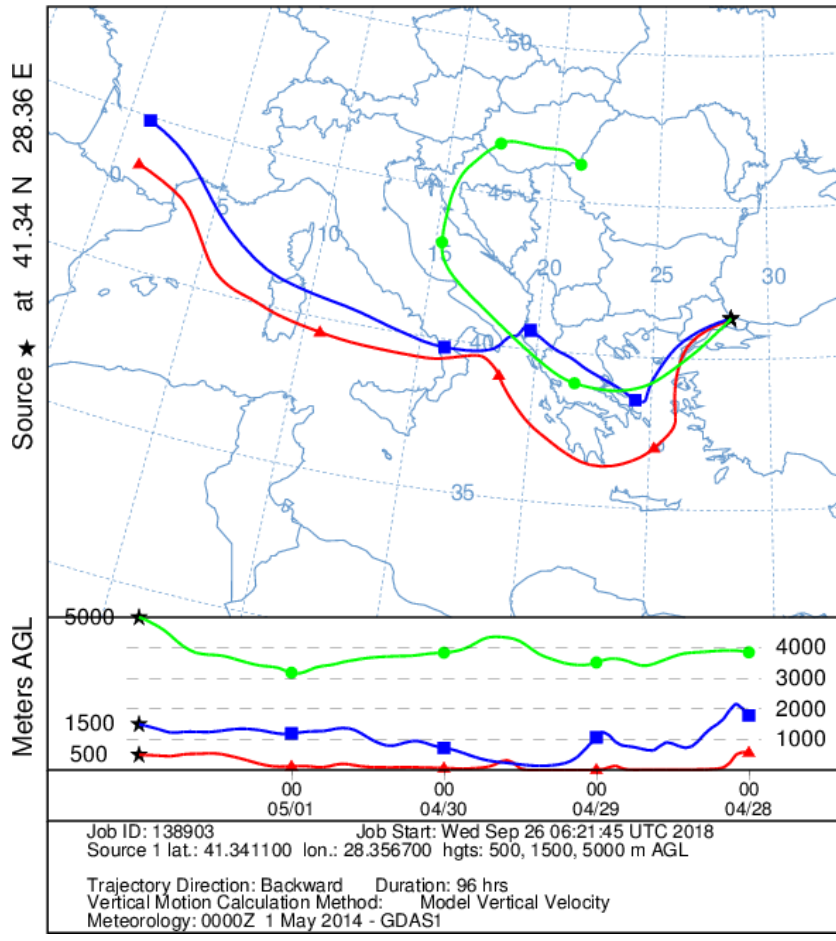 Source ★ at 41.34 N 28.36 E
50
0
5
45
10
15
20
25
30
40
35
Meters AGL
5000
4000
3000
2000
1500
1000
500
00 00 00 00
05/01 04/30 04/29 04/28
Job ID: 138903 Job Start: Wed Sep 26 06:21:45 UTC 2018
Source 1 lat.: 41.341100 lon.: 28.356700 hgts: 500, 1500, 5000 m AGL
Trajectory Direction: Backward Duration: 96 hrs
Vertical Motion Calculation Method: Model Vertical Velocity
Meteorology: 0000Z 1 May 2014 - GDAS1